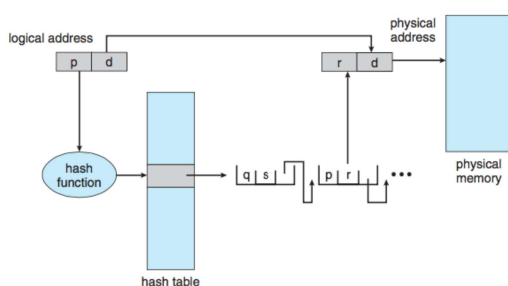 logical address
physical
address
p d
r d
hash
function
q s
p r
•••
physical
memory
hash table